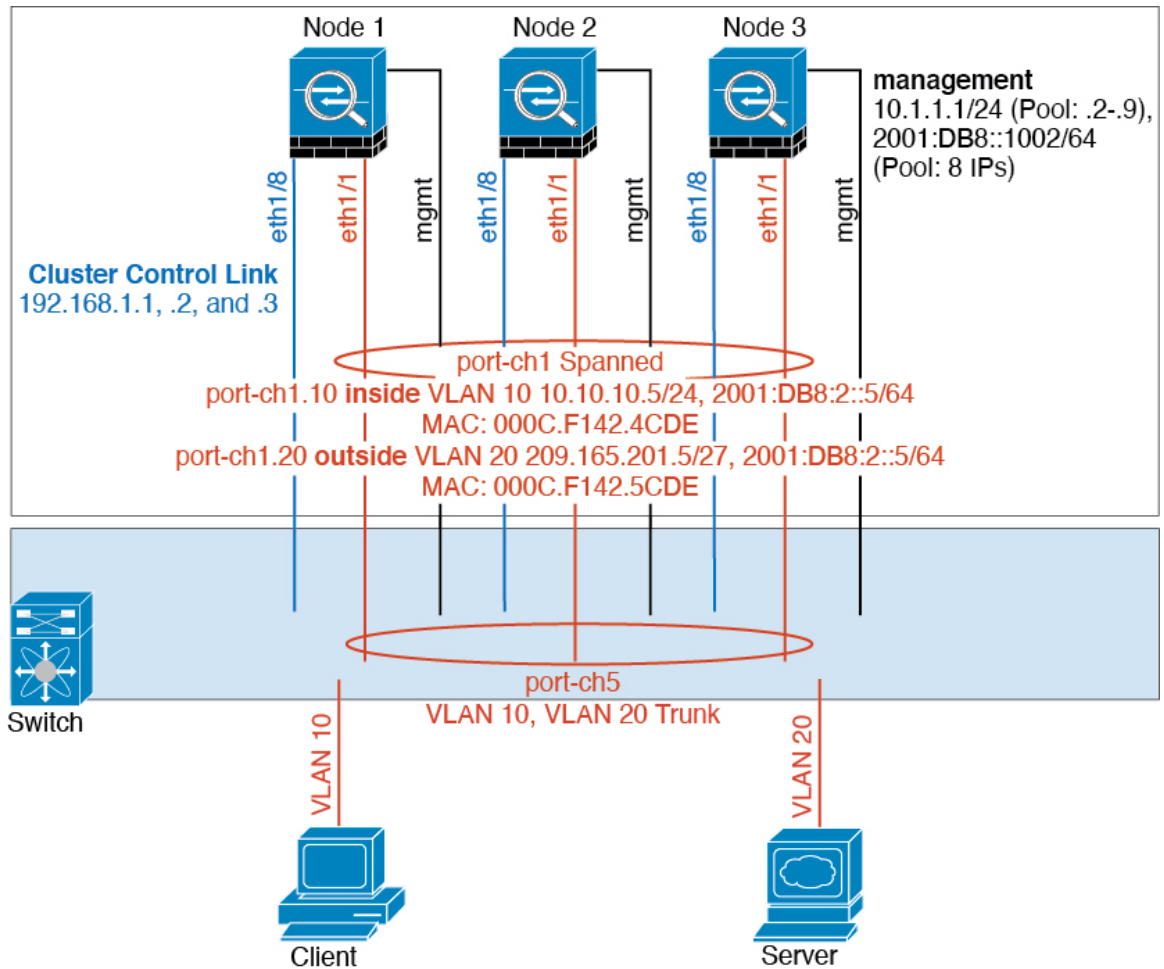 Node 1
Node 2
Node 3
management
10.1.1.1/24 (Pool: .2-.9),
2001:DB8::1002/64
(Pool: 8 IPs)
eth1/8
eth1/1
mgmt
eth1/8
eth1/1
mgmt
eth1/8
eth1/1
mgmt
Cluster Control Link
192.168.1.1, .2, and .3
port-ch1 Spanned
port-ch1.10 inside VLAN 10 10.10.10.5/24, 2001:DB8:2::5/64
MAC: 000C.F142.4CDE
port-ch1.20 outside VLAN 20 209.165.201.5/27, 2001:DB8:2::5/64
MAC: 000C.F142.5CDE
Switch
port-ch5
VLAN 10, VLAN 20 Trunk
VLAN 10
VLAN 20
Client
Server